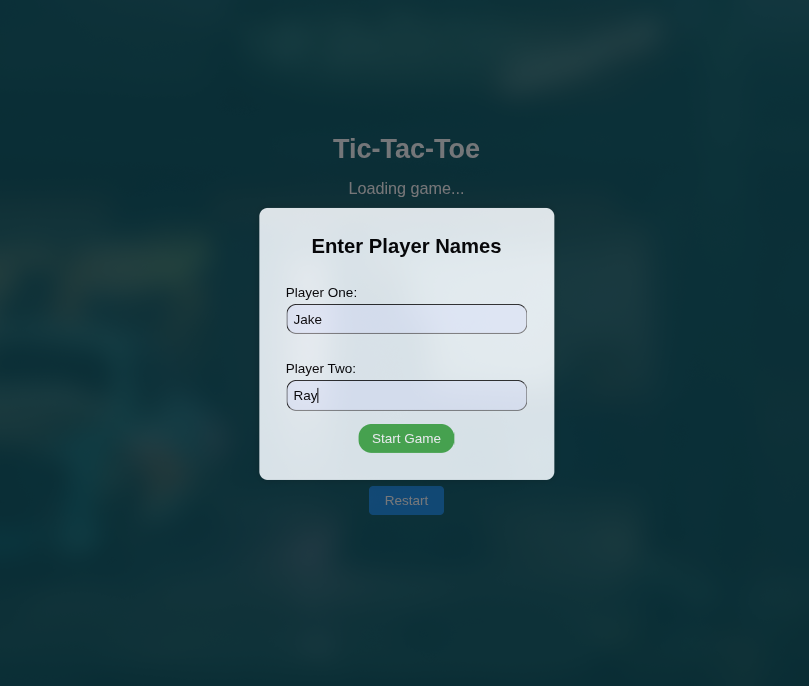 Tic-Tac-Toe
Loading game...
Enter Player Names
Player One:
Jake
Player Two:
Ray
Start Game
Restart